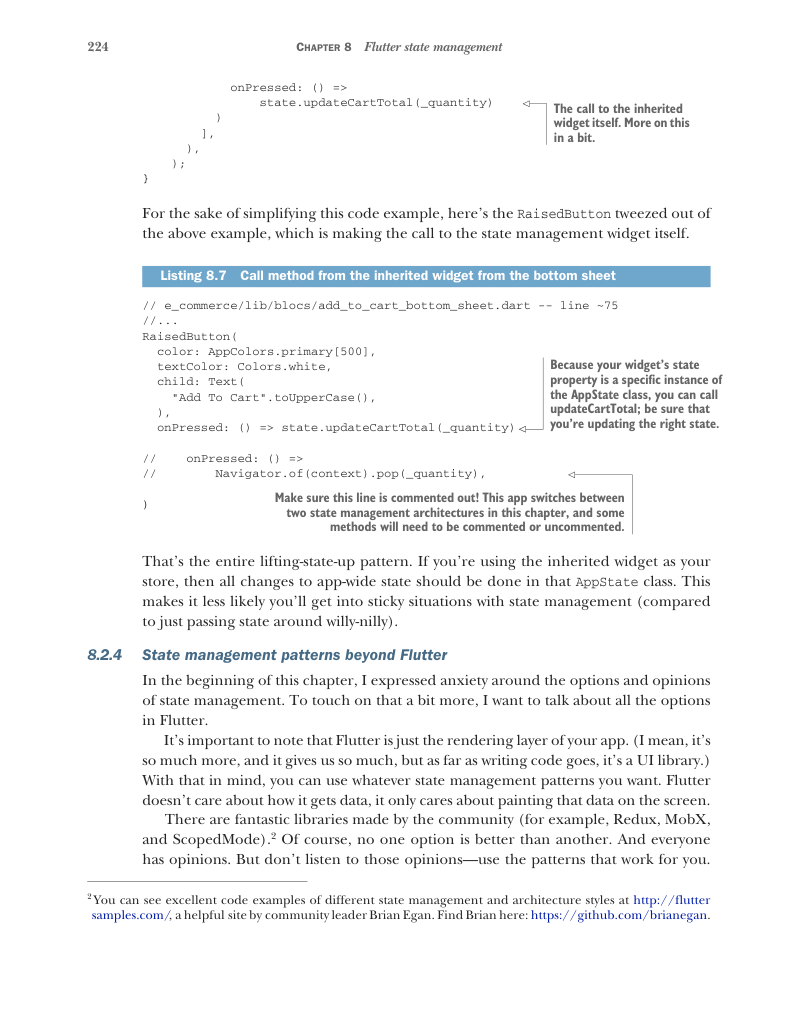 224
CHAPTER 8 Flutter state management
onPressed: () =>
state.updateCartTotal(_quantity)
)
],
),
);
}
The call to the inherited
widget itself. More on this
in a bit.
For the sake of simplifying this code example, here’s the RaisedButton tweezed out of
the above example, which is making the call to the state management widget itself.
Listing 8.7 Call method from the inherited widget from the bottom sheet
// e_commerce/lib/blocs/add_to_cart_bottom_sheet.dart -- line ~75
//...
RaisedButton(
color: AppColors.primary[500],
textColor: Colors.white,
child: Text(
"Add To Cart".toUpperCase(),
),
onPressed: () => state.updateCartTotal(_quantity)
Because your widget’s state
property is a specific instance of
the AppState class, you can call
updateCartTotal; be sure that
you’re updating the right state.
// onPressed: () =>
// Navigator.of(context).pop(_quantity),
)
Make sure this line is commented out! This app switches between
two state management architectures in this chapter, and some
methods will need to be commented or uncommented.
That’s the entire lifting-state-up pattern. If you’re using the inherited widget as your
store, then all changes to app-wide state should be done in that AppState class. This
makes it less likely you’ll get into sticky situations with state management (compared
to just passing state around willy-nilly).
8.2.4 State management patterns beyond Flutter
In the beginning of this chapter, I expressed anxiety around the options and opinions
of state management. To touch on that a bit more, I want to talk about all the options
in Flutter.
It’s important to note that Flutter is just the rendering layer of your app. (I mean, it’s
so much more, and it gives us so much, but as far as writing code goes, it’s a UI library.)
With that in mind, you can use whatever state management patterns you want. Flutter
doesn’t care about how it gets data, it only cares about painting that data on the screen.
There are fantastic libraries made by the community (for example, Redux, MobX,
and ScopedMode).2 Of course, no one option is better than another. And everyone
has opinions. But don’t listen to those opinions—use the patterns that work for you.
2 You can see excellent code examples of different state management and architecture styles at http://flutter
samples.com/, a helpful site by community leader Brian Egan. Find Brian here: https://github.com/brianegan.